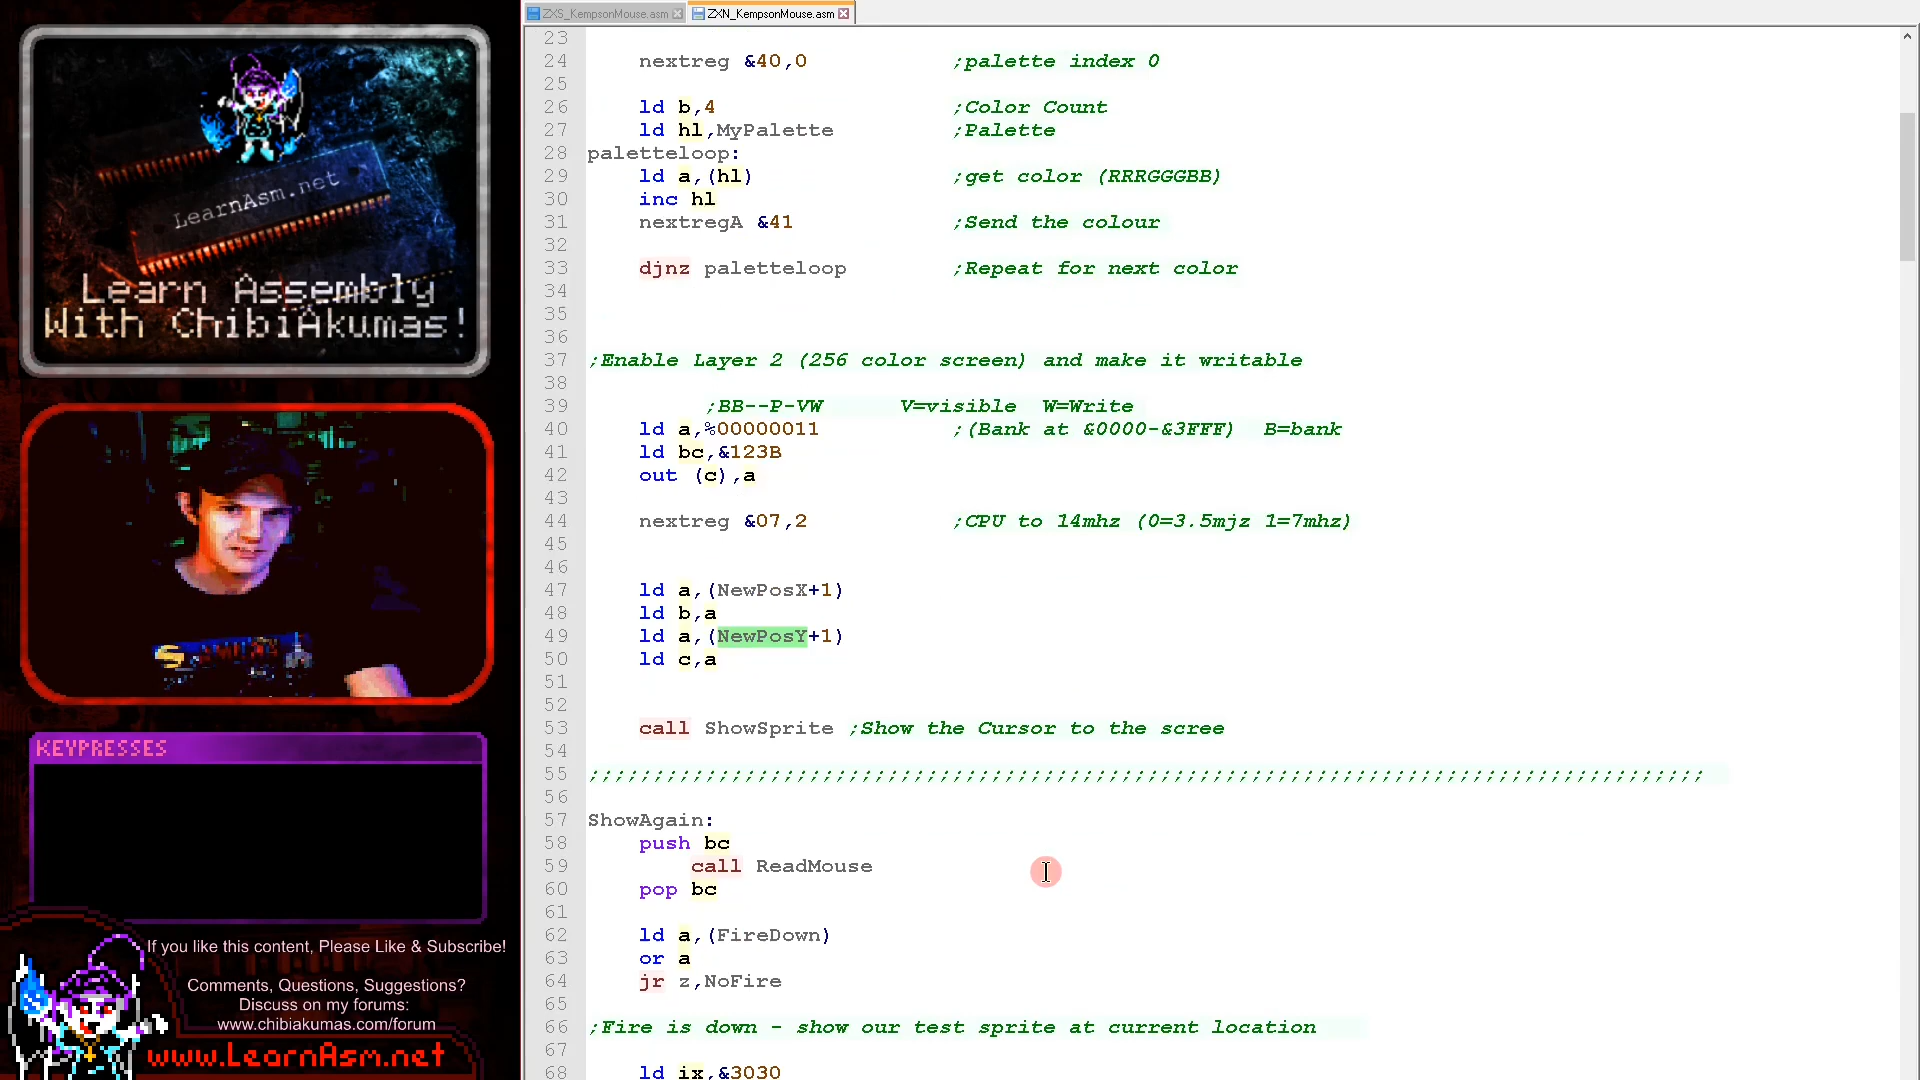 ZXS_KempsonMouse.asm
ZXN_KempsonMouse.asm
LearnAsm.net
Learn Assembly
With ChibiAkumas!
KEYPRESSES
If you like this content, Please Like & Subscribe!
Comments, Questions, Suggestions?
Discuss on my forums:
www.chibiakumas.com/forum
www.LearnAsm.net
23
24 nextreg &40,0 ;palette index 0
25
26 ld b,4 ;Color Count
27 ld hl,MyPalette ;Palette
28 paletteloop:
29 ld a,(hl) ;get color (RRRGGGBB)
30 inc hl
31 nextregA &41 ;Send the colour
32
33 djnz paletteloop ;Repeat for next color
34
35
36
37 ;Enable Layer 2 (256 color screen) and make it writable
38
39 ;BB--P-VW V=visible W=Write
40 ld a,%00000011 ;(Bank at &0000-&3FFF) B=bank
41 ld bc,&123B
42 out (c),a
43
44 nextreg &07,2 ;CPU to 14mhz (0=3.5mjz 1=7mhz)
45
46
47 ld a,(NewPosX+1)
48 ld b,a
49 ld a,(NewPosY+1)
50 ld c,a
51
52
53 call ShowSprite ;Show the Cursor to the scree
54
55 ;;;;;;;;;;;;;;;;;;;;;;;;;;;;;;;;;;;;;;;;;;;;;;;;;;;;;;;;;;;;;;;;;;;;;;;;;;;;;;;;;;;;;;
56
57 ShowAgain:
58 push bc
59 call ReadMouse
60 pop bc
61
62 ld a,(FireDown)
63 or a
64 jr z,NoFire
65
66 ;Fire is down - show our test sprite at current location
67
68 ld ix,&3030